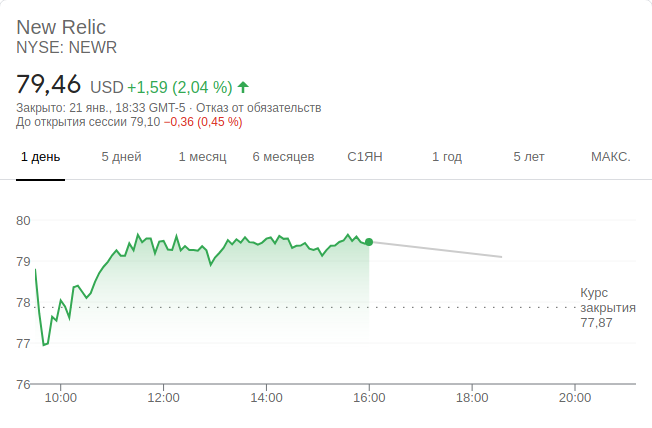 New Relic
NYSE: NEWR
79,46 USD +1,59 (2,04 %)
Закрыто: 21 янв., 18:33 GMT-5 · Отказ от обязательств
До открытия сессии 79,10 −0,36 (0,45 %)
1 день 5 дней 1 месяц 6 месяцев С1ЯН 1 год 5 лет МАКС.
80
79
78
77
76
Курс
закрытия
77,87
10:00 12:00 14:00 16:00 18:00 20:00